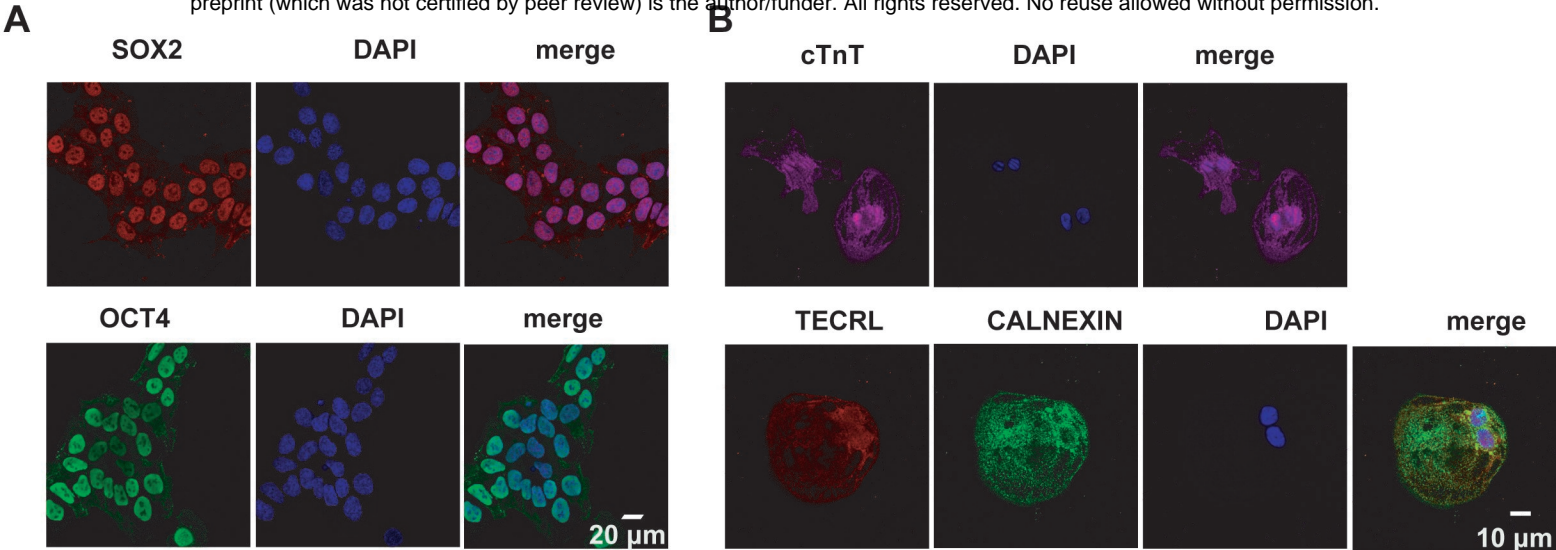 preprint (which was not certified by peer review) is the author/funder. All rights reserved. No reuse allowed without permission.
A
B
SOX2 DAPI merge
cTnT DAPI merge
OCT4 DAPI merge
TECRL CALNEXIN DAPI merge
20 µm
10 µm